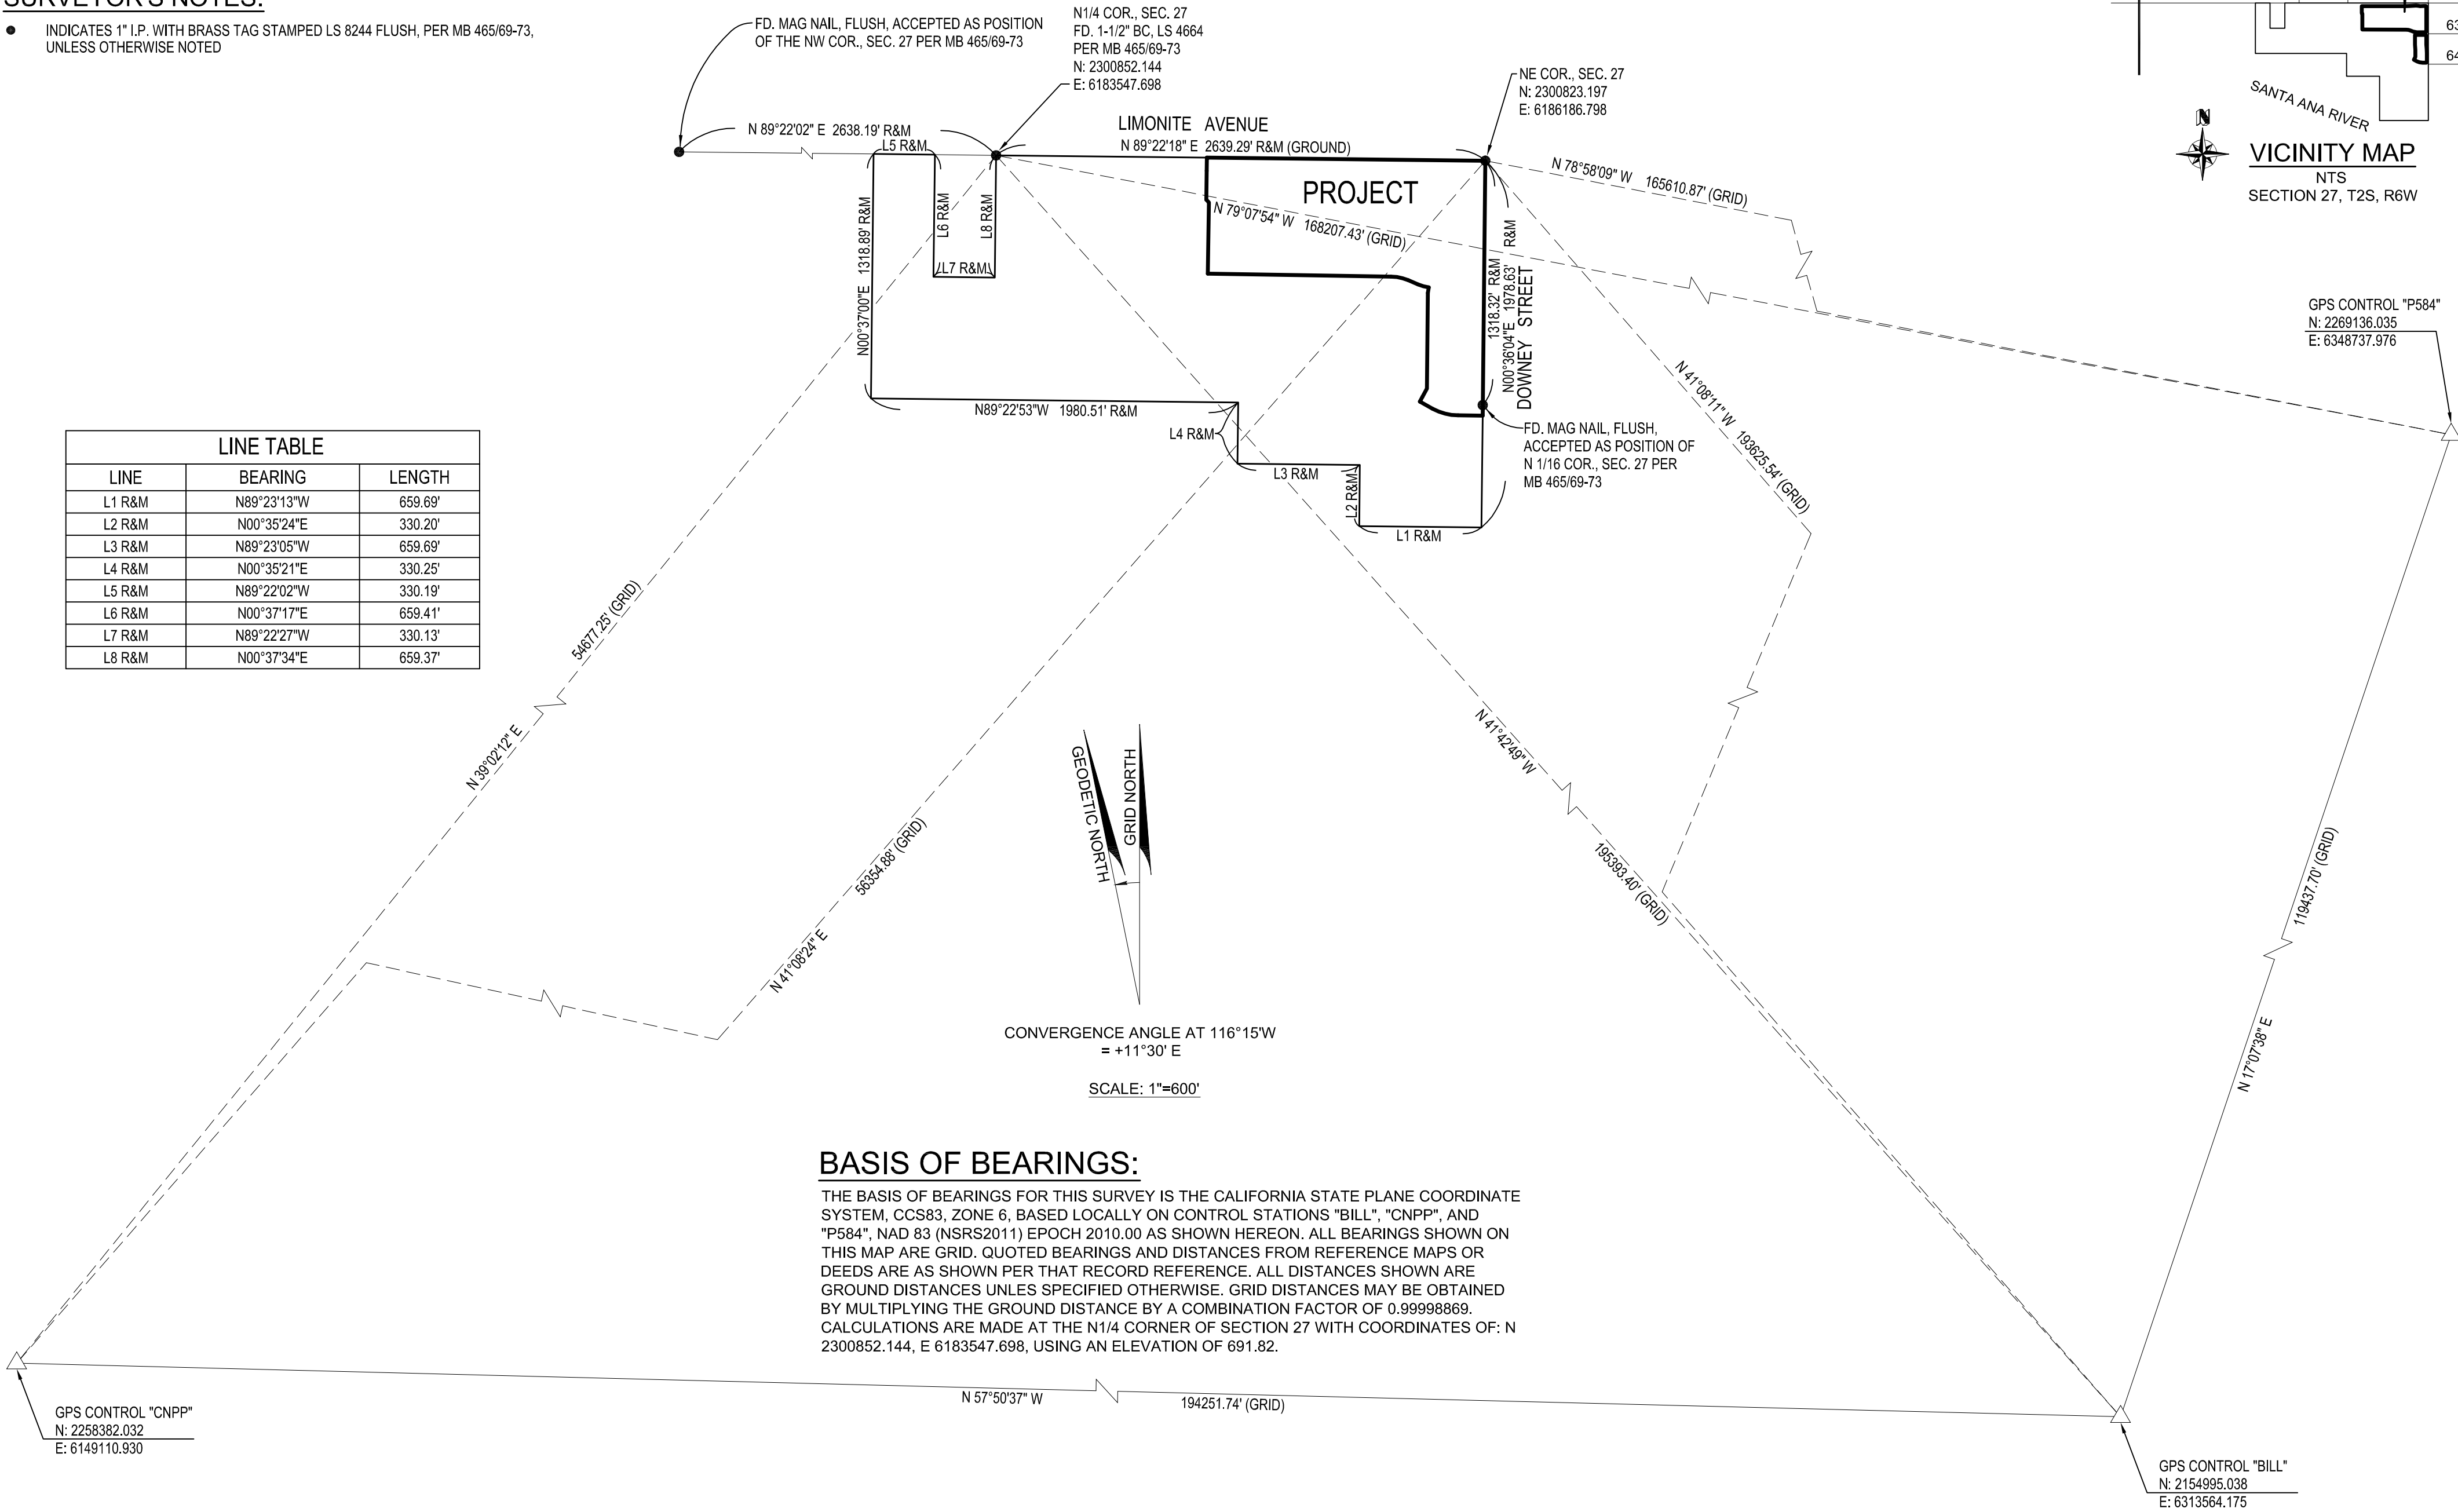 SURVEYOR'S NOTES:
INDICATES 1" I.P. WITH BRASS TAG STAMPED LS 8244 FLUSH, PER MB 465/69-73,
UNLESS OTHERWISE NOTED
FD. MAG NAIL, FLUSH, ACCEPTED AS POSITION
OF THE NW COR., SEC. 27 PER MB 465/69-73
N1/4 COR., SEC. 27
FD. 1-1/2" BC, LS 4664
PER MB 465/69-73
N: 2300852.144
E: 6183547.698
NE COR., SEC. 27
N: 2300823.197
E: 6186186.798
63
64
SANTA ANA RIVER
N
VICINITY MAP
NTS
SECTION 27, T2S, R6W
N 89°22'02" E 2638.19' R&M
L5 R&M
LIMONITE AVENUE
N 89°22'18" E 2639.29' R&M (GROUND)
PROJECT
N 78°58'09" W 165610.87' (GRID)
N 79°07'54" W 168207.43' (GRID)
N00°37'00"E 1318.89' R&M
L6 R&M
L8 R&M
L7 R&M
1318.32' R&M
N00°36'04"E 1978.63' R&M
DOWNEY STREET
GPS CONTROL "P584"
N: 2269136.035
E: 6348737.976
N89°22'53"W 1980.51' R&M
L4 R&M
L3 R&M
L2 R&M
L1 R&M
FD. MAG NAIL, FLUSH,
ACCEPTED AS POSITION OF
N 1/16 COR., SEC. 27 PER
MB 465/69-73
N 41°08'11" W 193625.54' (GRID)
LINE TABLE
LINE BEARING LENGTH
L1 R&M N89°23'13"W 659.69'
L2 R&M N00°35'24"E 330.20'
L3 R&M N89°23'05"W 659.69'
L4 R&M N00°35'21"E 330.25'
L5 R&M N89°22'02"W 330.19'
L6 R&M N00°37'17"E 659.41'
L7 R&M N89°22'27"W 330.13'
L8 R&M N00°37'34"E 659.37'
54677.25' (GRID)
N 39°02'12" E
56354.88' (GRID)
N 41°08'24" E
GEODETIC NORTH
GRID NORTH
N 41°42'49" W
195393.40' (GRID)
119437.70' (GRID)
N 17°07'38" E
CONVERGENCE ANGLE AT 116°15'W
= +11°30' E
SCALE: 1"=600'
BASIS OF BEARINGS:
THE BASIS OF BEARINGS FOR THIS SURVEY IS THE CALIFORNIA STATE PLANE COORDINATE
SYSTEM, CCS83, ZONE 6, BASED LOCALLY ON CONTROL STATIONS "BILL", "CNPP", AND
"P584", NAD 83 (NSRS2011) EPOCH 2010.00 AS SHOWN HEREON. ALL BEARINGS SHOWN ON
THIS MAP ARE GRID. QUOTED BEARINGS AND DISTANCES FROM REFERENCE MAPS OR
DEEDS ARE AS SHOWN PER THAT RECORD REFERENCE. ALL DISTANCES SHOWN ARE
GROUND DISTANCES UNLES SPECIFIED OTHERWISE. GRID DISTANCES MAY BE OBTAINED
BY MULTIPLYING THE GROUND DISTANCE BY A COMBINATION FACTOR OF 0.99998869.
CALCULATIONS ARE MADE AT THE N1/4 CORNER OF SECTION 27 WITH COORDINATES OF: N
2300852.144, E 6183547.698, USING AN ELEVATION OF 691.82.
N 57°50'37" W 194251.74' (GRID)
GPS CONTROL "CNPP"
N: 2258382.032
E: 6149110.930
GPS CONTROL "BILL"
N: 2154995.038
E: 6313564.175